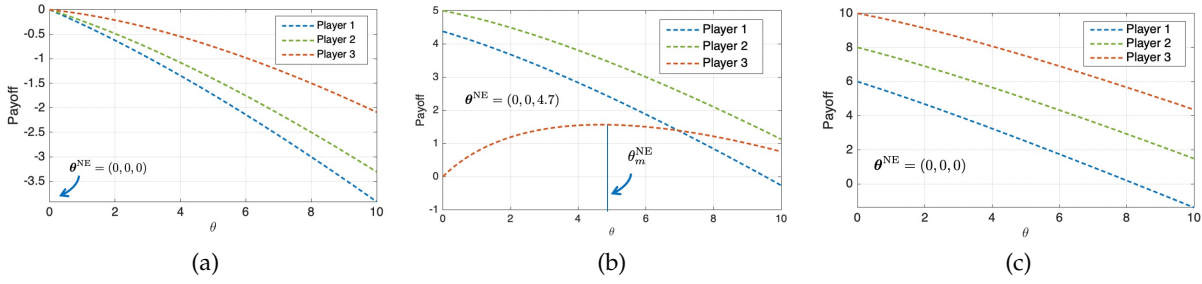 0
-0.5
-1
-1.5
-2
-2.5
-3
-3.5
Payoff
Player 1
Player 2
Player 3
θ^NE = (0, 0, 0)
0 2 4 6 8 10
θ
(a)
5
4
3
2
1
0
-1
Payoff
Player 1
Player 2
Player 3
θ^NE = (0, 0, 4.7)
θ_m^NE
0 2 4 6 8 10
θ
(b)
10
8
6
4
2
0
Payoff
Player 1
Player 2
Player 3
θ^NE = (0, 0, 0)
0 2 4 6 8 10
θ
(c)